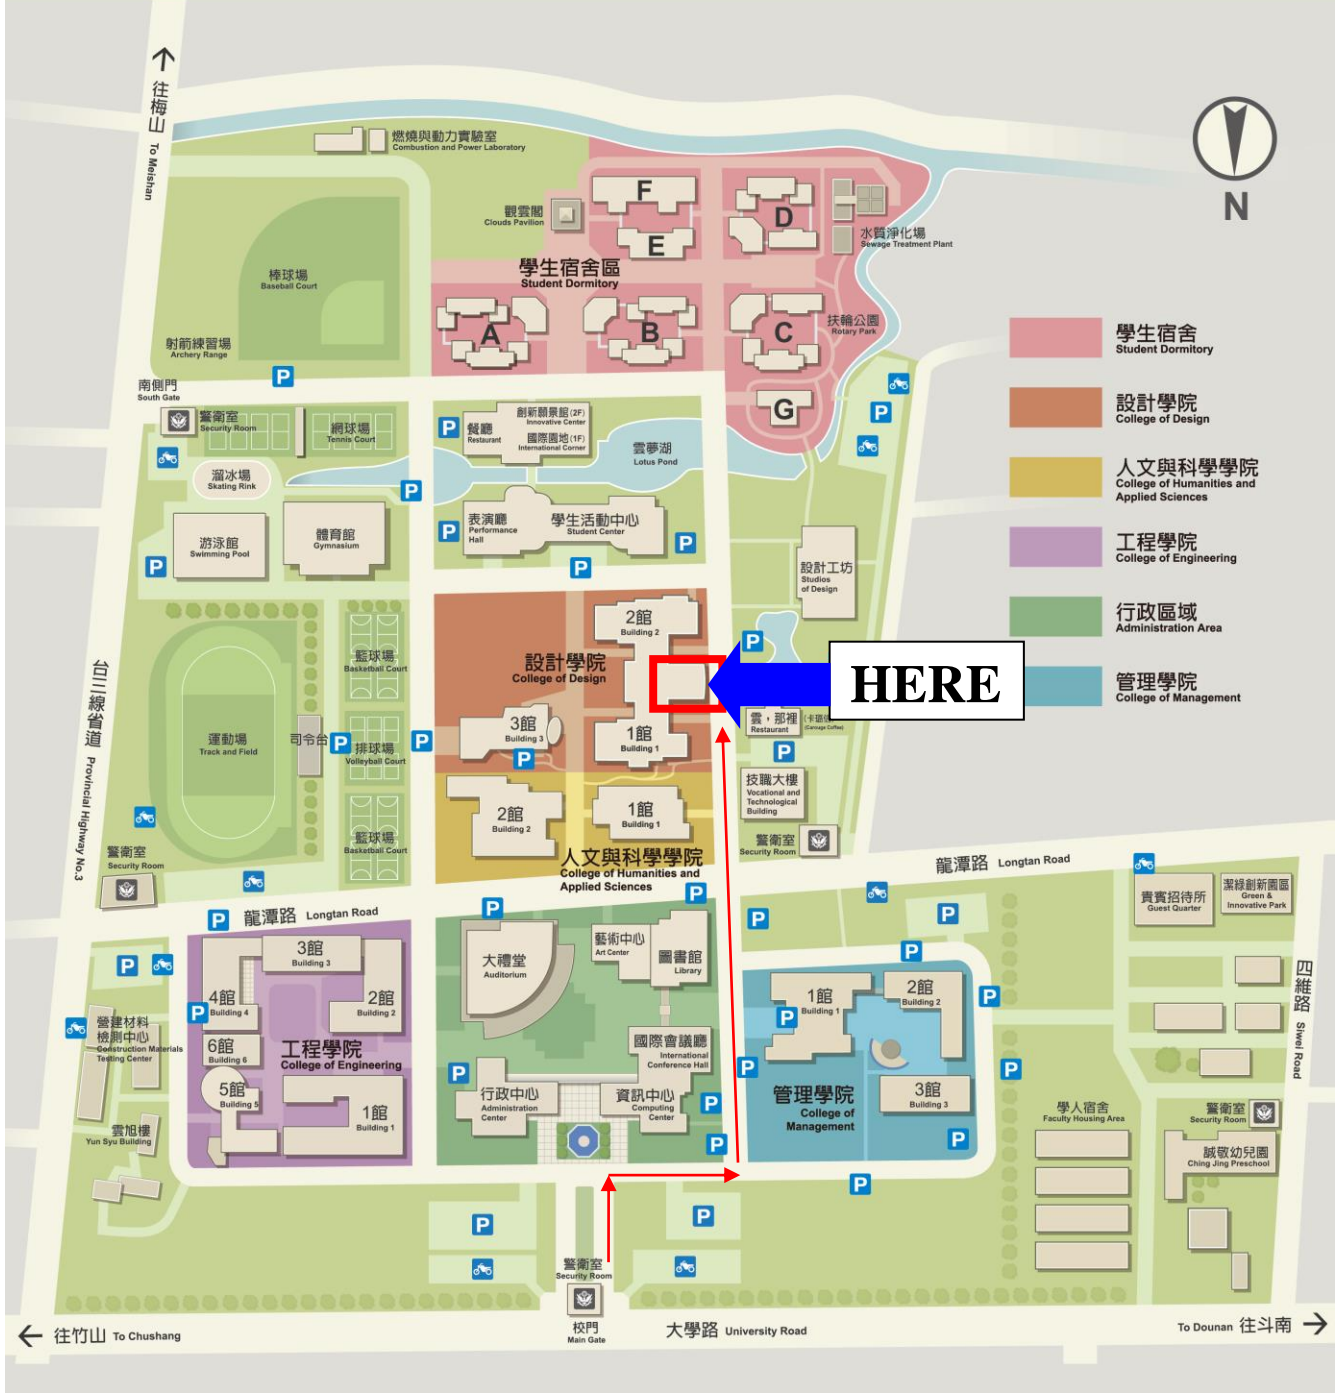 往梅山 To Meishan
燃燒與動力實驗室
Combustion and Power Laboratory
N
F
D
觀雲閣
Clouds Pavilion
E
水質淨化場
Sewage Treatment Plant
學生宿舍區
Student Dormitory
棒球場
Baseball Court
A
B
C
扶輪公園
Rotary Park
射箭練習場
Archery Range
學生宿舍
Student Dormitory
設計學院
College of Design
人文與科學學院
College of Humanities and
Applied Sciences
工程學院
College of Engineering
行政區域
Administration Area
管理學院
College of Management
P
南側門
South Gate
警衛室
Security Room
網球場
Tennis Court
P
餐廳
Restaurant
創新願景館(2F)
Innovative Center
國際園地(1F)
International Corner
G
P
雲夢湖
Lotus Pond
溜冰場
Skating Rink
P
游泳館
Swimming Pool
體育館
Gymnasium
P
表演廳
Performance
Hall
學生活動中心
Student Center
P
P
P
設計工坊
Studios
of Design
2館
Building 2
P
籃球場
Basketball Court
設計學院
College of Design
HERE
台三線省道 Provincial Highway No.3
運動場
Track and Field
司令台
P
排球場
Volleyball Court
P
3館
Building 3
P
1館
Building 1
雲，那裡
Restaurant
P
技職大樓
Vocational and
Technological
Building
2館
Building 2
1館
Building 1
籃球場
Basketball Court
警衛室
Security Room
警衛室
Security Room
人文與科學學院
College of Humanities and
Applied Sciences
龍潭路 Longtan Road
貴賓招待所
Guest Quarter
潔綠創新園區
Green &
Innovative Park
P
龍潭路 Longtan Road
P
P
P
P
P
3館
Building 3
大禮堂
Auditorium
藝術中心
Art Center
圖書館
Library
P
4館
Building 4
P
2館
Building 2
1館
Building 1
P
2館
Building 2
P
四維路 Siwei Road
營建材料
檢測中心
Construction Materials
Testing Center
6館
Building 6
工程學院
College of Engineering
國際會議廳
International
Conference Hall
P
P
P
5館
Building 5
1館
Building 1
行政中心
Administration
Center
資訊中心
Computing
Center
P
管理學院
College of
Management
3館
Building 3
學人宿舍
Faculty Housing Area
警衛室
Security Room
雲旭樓
Yun Syu Building
P
P
誠敬幼兒園
Ching Jing Preschool
P
P
P
警衛室
Security Room
校門
Main Gate
往竹山 To Chushang
大學路 University Road
To Dounan 往斗南